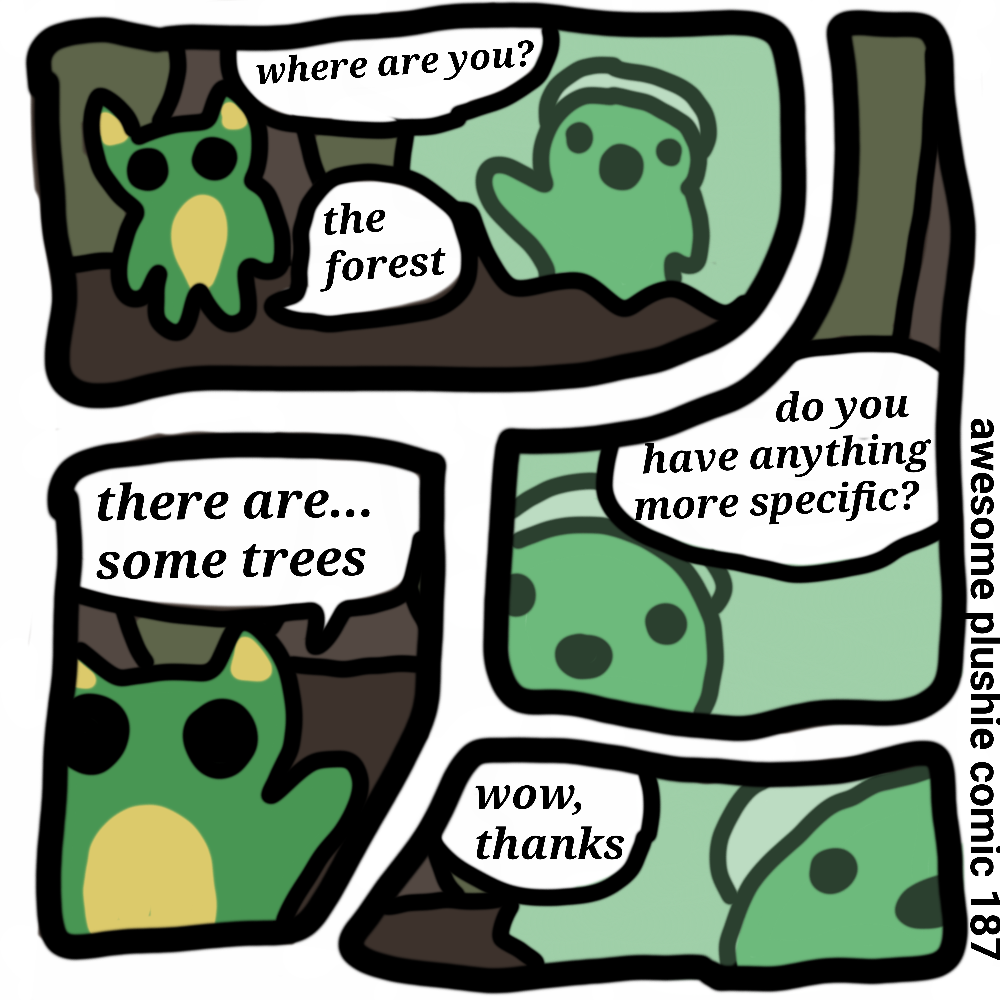 where are you?
the
forest
do you
have anything
more specific?
there are...
some trees
wow,
thanks
awesome plushie comic 187